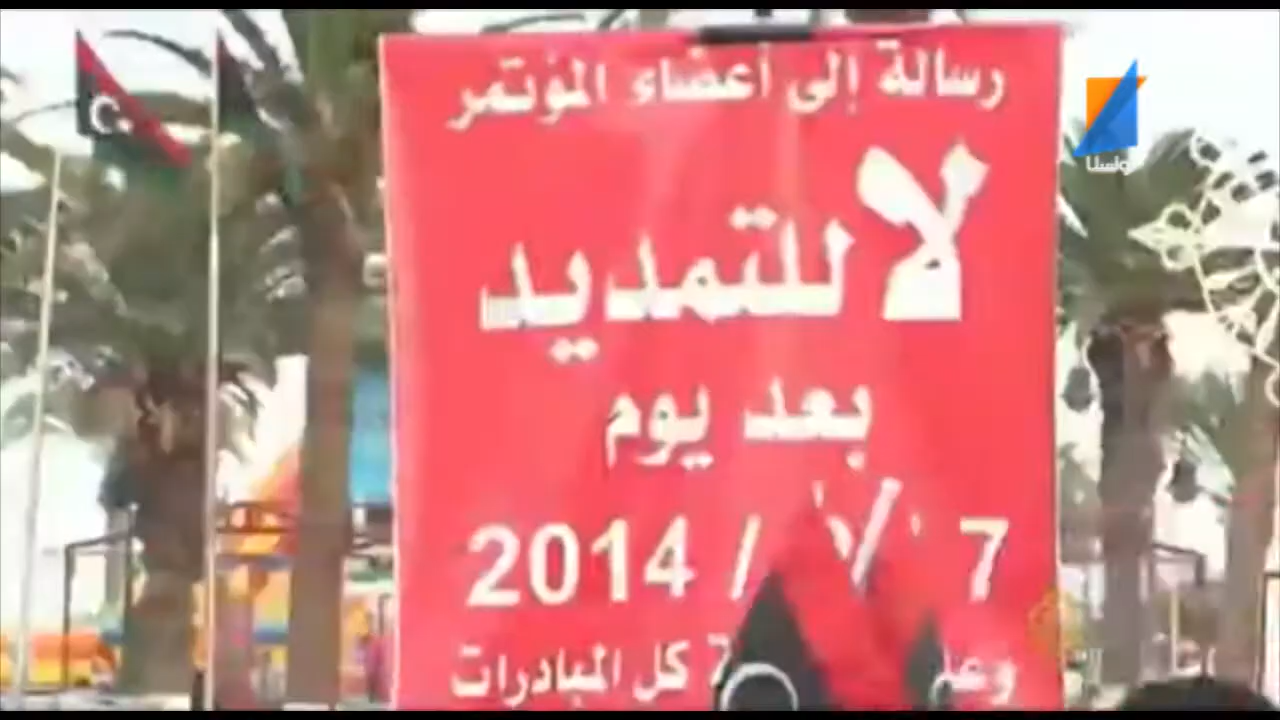 رسالة إلى أعضاء المؤتمر
لا للتمديد
بعد يوم
7 / 2014
كل المبادرات